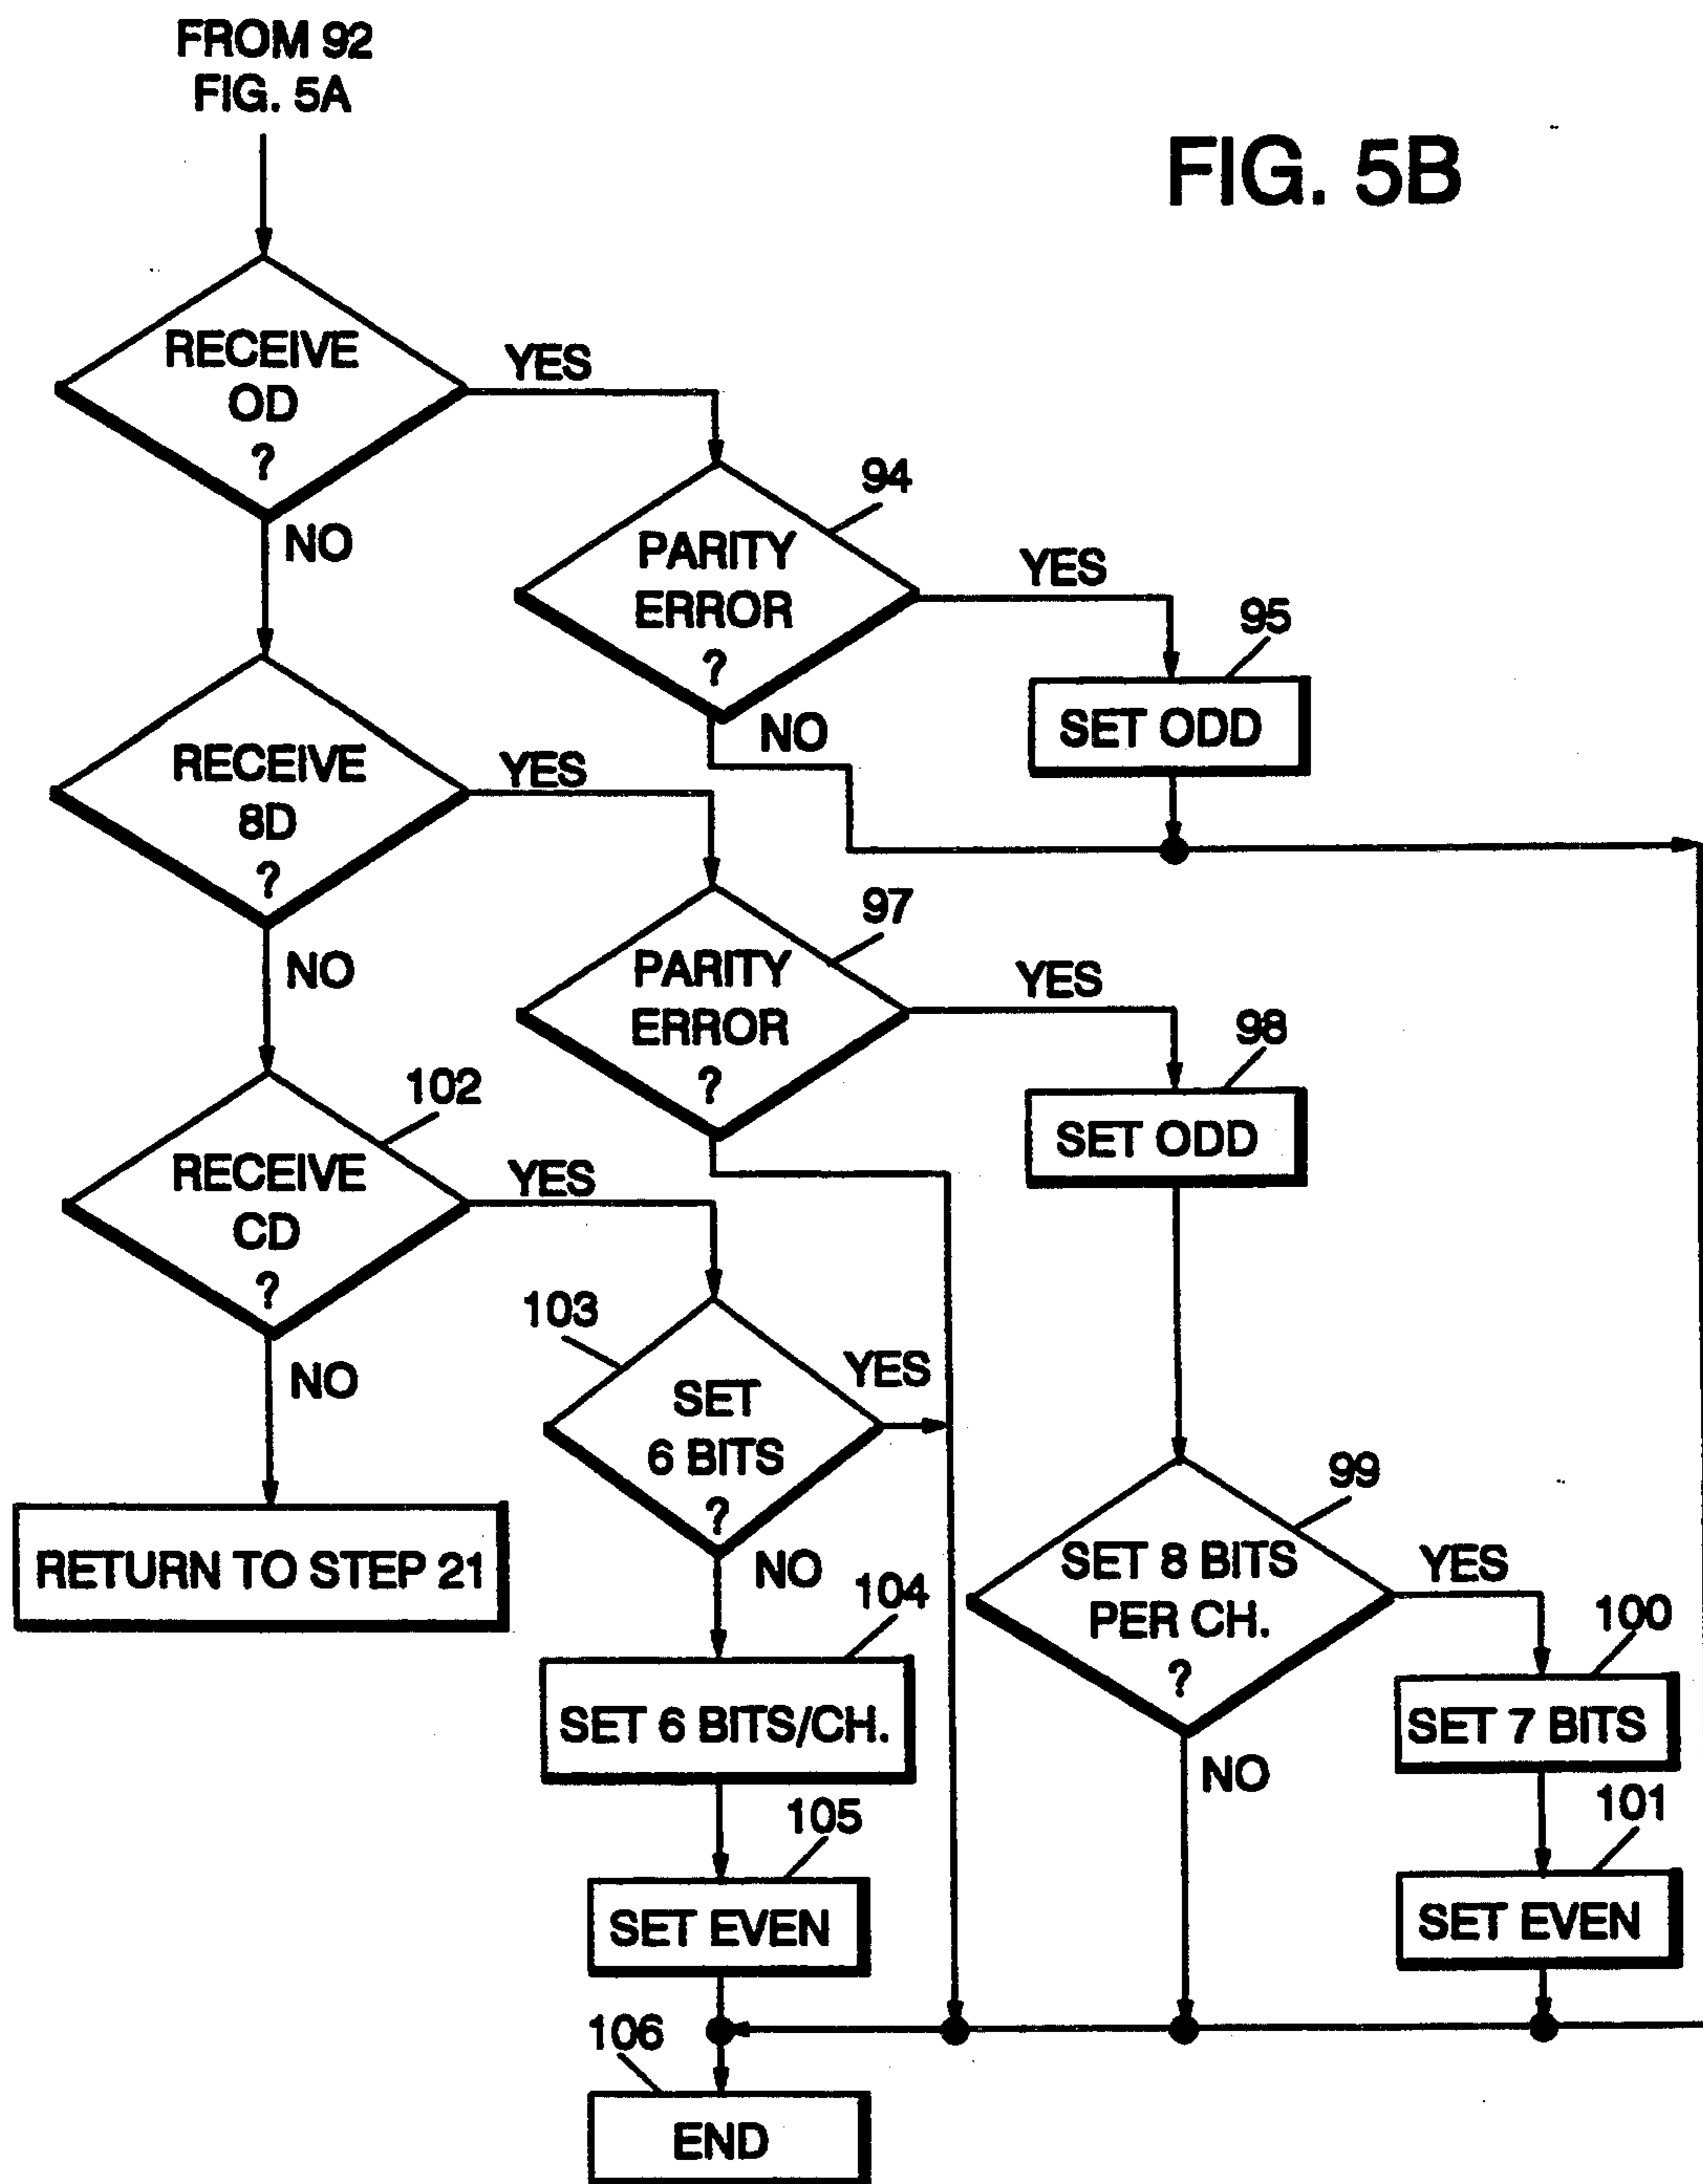 FROM 92
FIG. 5A
FIG. 5B
RECEIVE
OD
?
YES
NO
94
PARITY
ERROR
?
YES
NO
95
SET ODD
RECEIVE
8D
?
YES
NO
97
PARITY
ERROR
?
YES
98
SET ODD
102
RECEIVE
CD
?
YES
NO
103
SET
6 BITS
?
YES
NO
99
SET 8 BITS
PER CH.
?
YES
NO
RETURN TO STEP 21
104
SET 6 BITS/CH.
100
SET 7 BITS
105
SET EVEN
101
SET EVEN
106
END